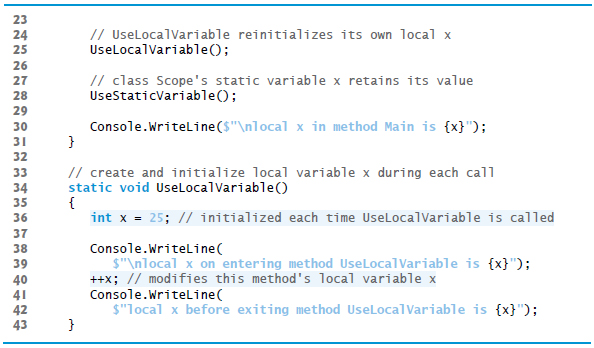 23
24 // UseLocalVariable reinitializes its own local x
25 UseLocalVariable();
26
27 // class Scope's static variable x retains its value
28 UseStaticVariable();
29
30 Console.WriteLine($"\nlocal x in method Main is {x}");
31 }
32
33 // create and initialize local variable x during each call
34 static void UseLocalVariable()
35 {
36 int x = 25; // initialized each time UseLocalVariable is called
37
38 Console.WriteLine(
39 $"\nlocal x on entering method UseLocalVariable is {x}");
40 ++x; // modifies this method's local variable x
41 Console.WriteLine(
42 $"local x before exiting method UseLocalVariable is {x}");
43 }